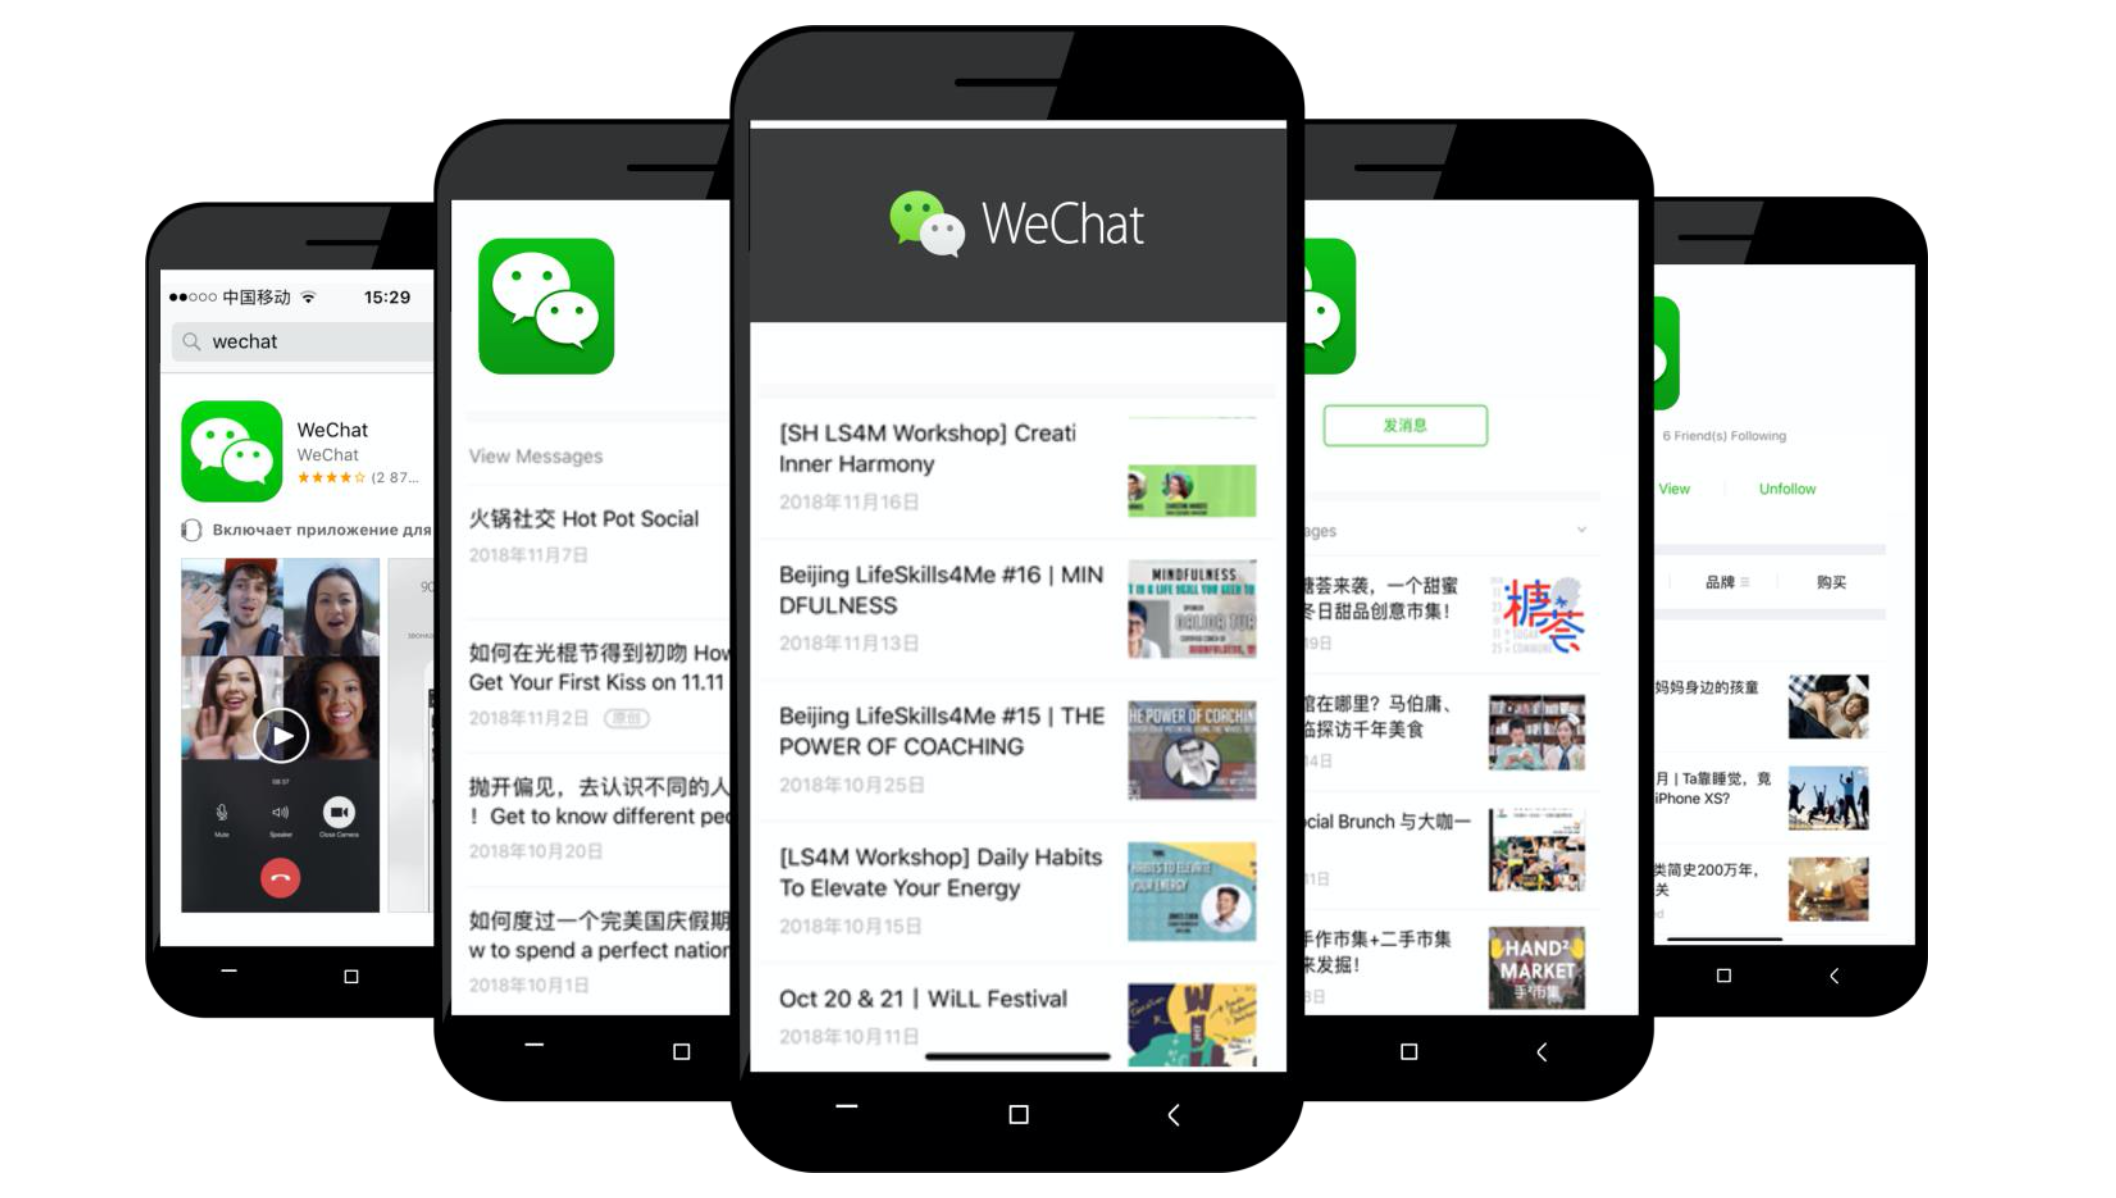 中国移动 15:29
wechat
WeChat
WeChat
(2 87...
Включает приложение для
Mute Speaker Close Camera
View Messages
火锅社交 Hot Pot Social
2018年11月7日
如何在光棍节得到初吻 How
Get Your First Kiss on 11.11
2018年11月2日 原创
抛开偏见，去认识不同的人
！Get to know different peo
2018年10月20日
如何度过一个完美国庆假期
w to spend a perfect nation
2018年10月1日
WeChat
[SH LS4M Workshop] Creati
Inner Harmony
2018年11月16日
Beijing LifeSkills4Me #16 | MIN
DFULNESS
2018年11月13日
MINDFULNESS
Beijing LifeSkills4Me #15 | THE
POWER OF COACHING
2018年10月25日
HE POWER OF COACHIN
[LS4M Workshop] Daily Habits
To Elevate Your Energy
2018年10月15日
HABITS TO ELEVATE
YOUR ENERGY
Oct 20 & 21 | WiLL Festival
2018年10月11日
发消息
ages
荟来袭，一个甜蜜
冬日甜品创意市集！
19日
糖荟
馆在哪里？马伯庸、
临探访千年美食
14日
cial Brunch 与大咖一
11日
手作市集+二手市集
来发掘！
8日
HAND²
MARKET
手²市集
6 Friend(s) Following
View Unfollow
品牌 购买
妈妈身边的孩童
月 | Ta靠睡觉，竟
iPhone XS?
类简史200万年，
关